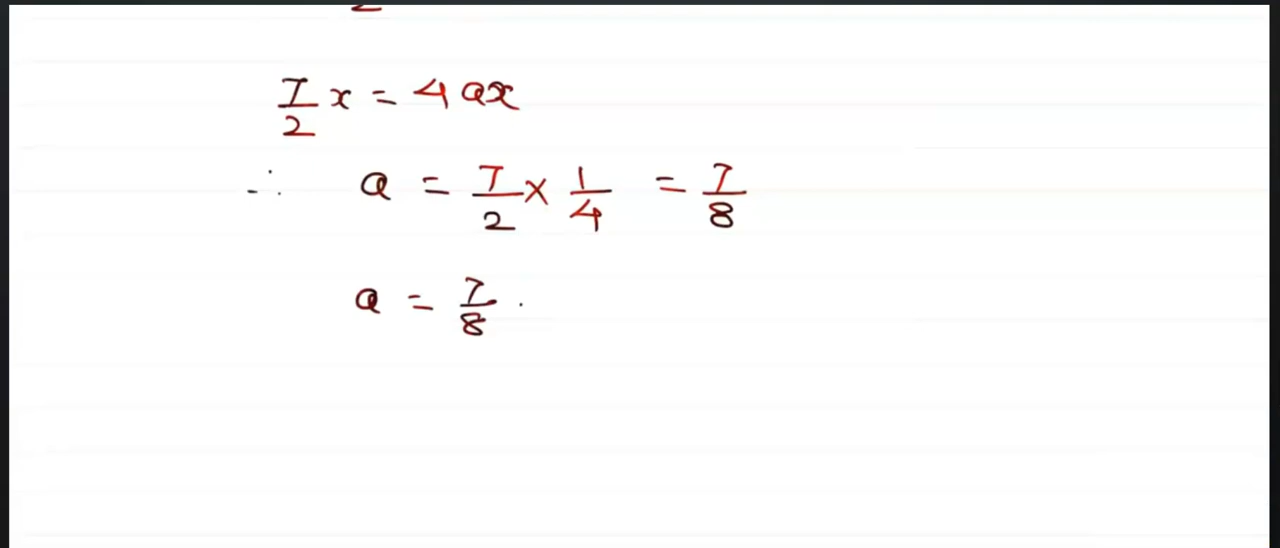 7/2 x = 4ax
∴ a = 7/2 × 1/4 = 7/8
a = 7/8.